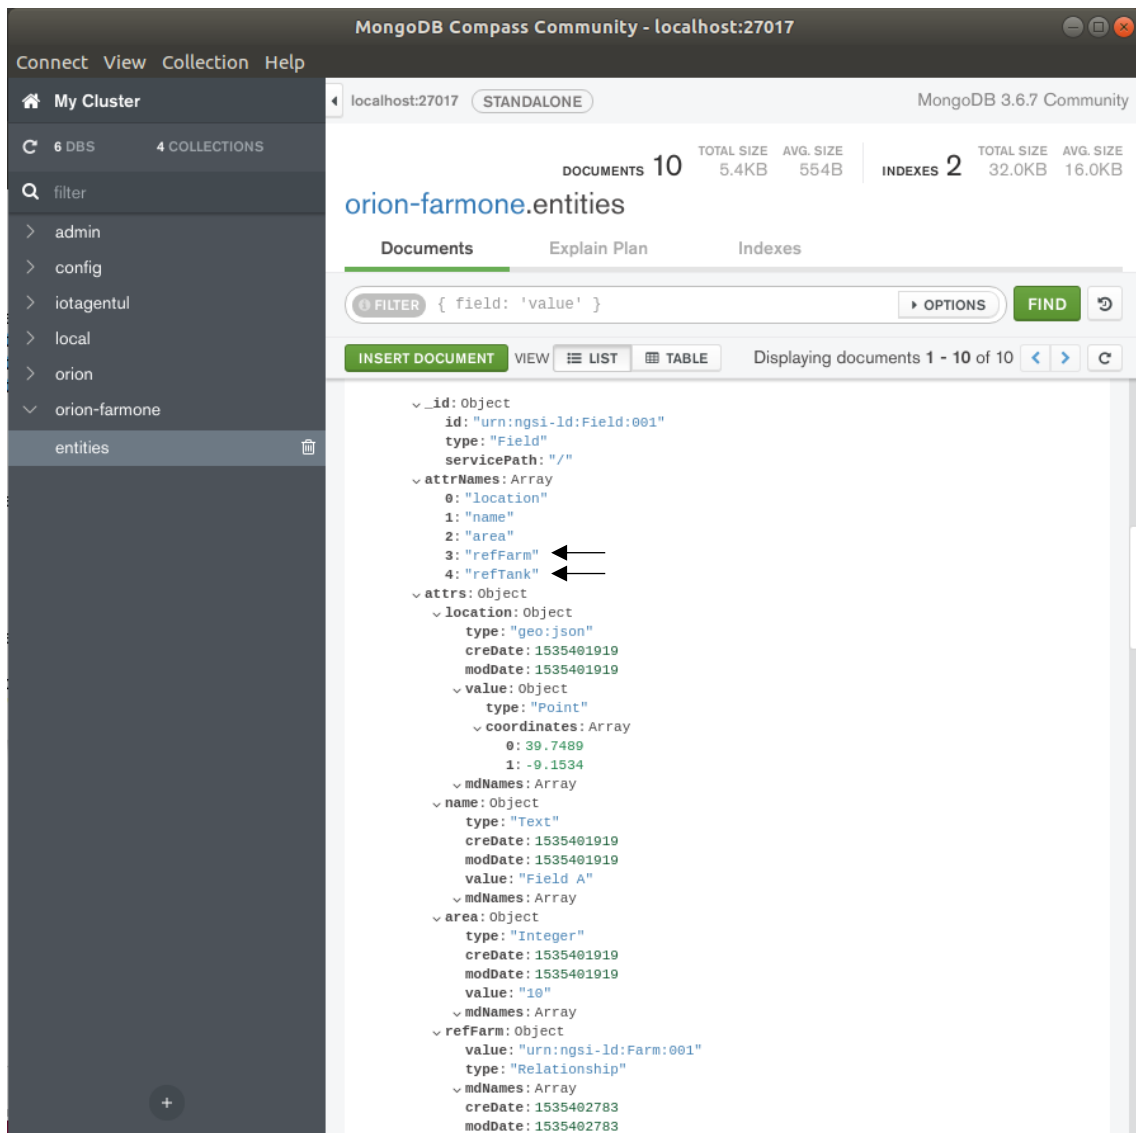 MongoDB Compass Community - localhost:27017
Connect View Collection Help
My Cluster
localhost:27017 STANDALONE MongoDB 3.6.7 Community
6 DBS 4 COLLECTIONS
filter
admin
config
iotagentul
local
orion
orion-farmone
entities
DOCUMENTS 10 TOTAL SIZE 5.4KB AVG. SIZE 554B INDEXES 2 TOTAL SIZE 32.0KB AVG. SIZE 16.0KB
orion-farmone.entities
Documents Explain Plan Indexes
FILTER { field: 'value' } OPTIONS FIND
INSERT DOCUMENT VIEW LIST TABLE Displaying documents 1 - 10 of 10
_id: Object
id: "urn:ngsi-ld:Field:001"
type: "Field"
servicePath: "/"
attrNames: Array
0: "location"
1: "name"
2: "area"
3: "refFarm"
4: "refTank"
attrs: Object
location: Object
type: "geo:json"
creDate: 1535401919
modDate: 1535401919
value: Object
type: "Point"
coordinates: Array
0: 39.7489
1: -9.1534
mdNames: Array
name: Object
type: "Text"
creDate: 1535401919
modDate: 1535401919
value: "Field A"
mdNames: Array
area: Object
type: "Integer"
creDate: 1535401919
modDate: 1535401919
value: "10"
mdNames: Array
refFarm: Object
value: "urn:ngsi-ld:Farm:001"
type: "Relationship"
mdNames: Array
creDate: 1535402783
modDate: 1535402783